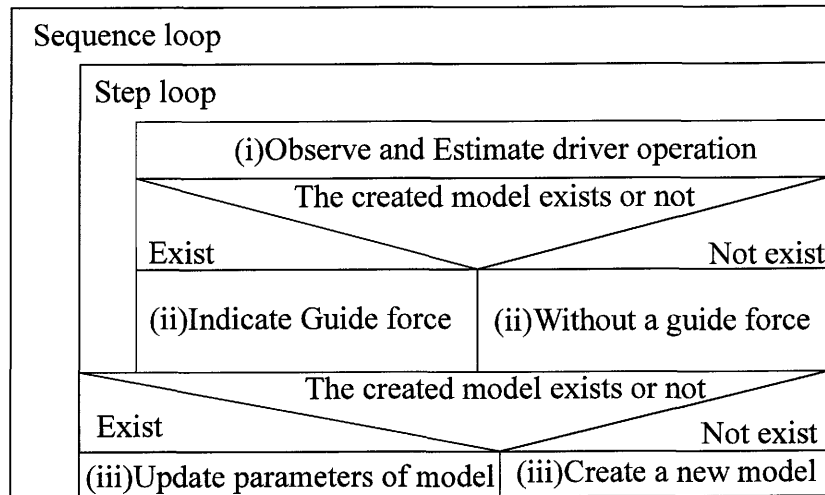 Sequence loop
Step loop
(i)Observe and Estimate driver operation
The created model exists or not
Exist
Not exist
(ii)Indicate Guide force
(ii)Without a guide force
The created model exists or not
Exist
Not exist
(iii)Update parameters of model
(iii)Create a new model